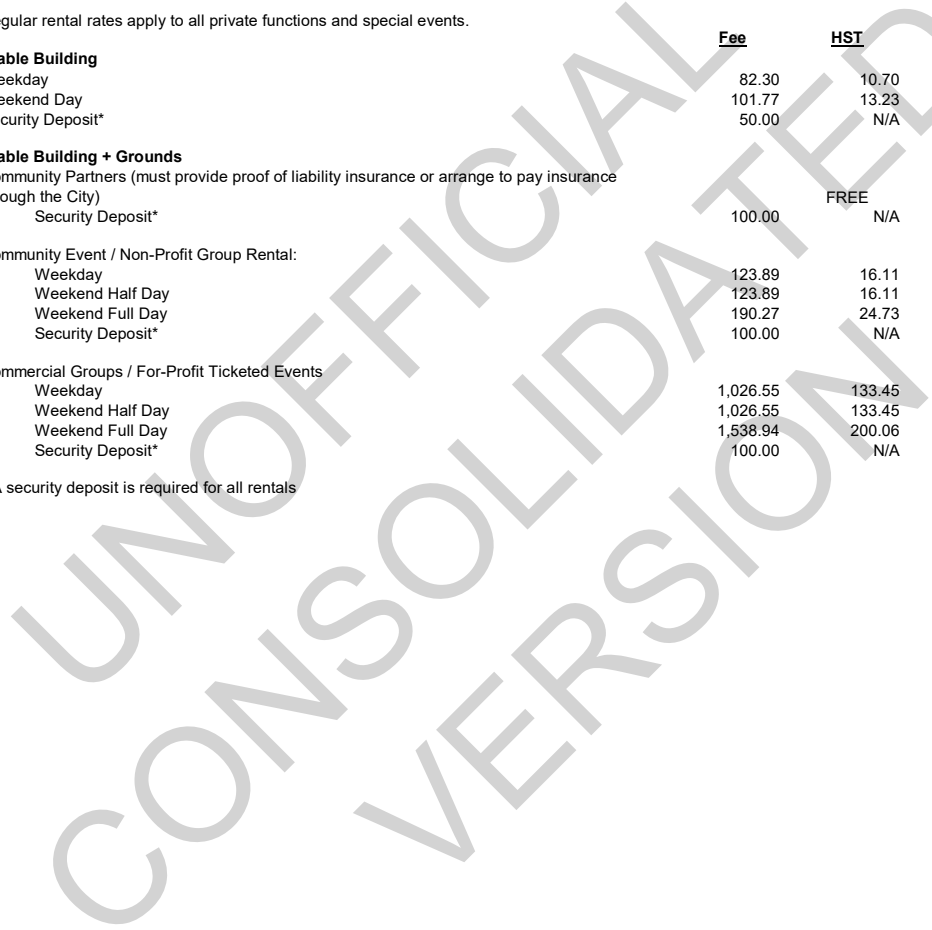 egular rental rates apply to all private functions and special events.
Fee HST
able Building
eekday 82.30 10.70
eekend Day 101.77 13.23
curity Deposit* 50.00 N/A
able Building + Grounds
ommunity Partners (must provide proof of liability insurance or arrange to pay insurance
ough the City) FREE
Security Deposit* 100.00 N/A
ommunity Event / Non-Profit Group Rental:
Weekday 123.89 16.11
Weekend Half Day 123.89 16.11
Weekend Full Day 190.27 24.73
Security Deposit* 100.00 N/A
ommercial Groups / For-Profit Ticketed Events
Weekday 1,026.55 133.45
Weekend Half Day 1,026.55 133.45
Weekend Full Day 1,538.94 200.06
Security Deposit* 100.00 N/A
A security deposit is required for all rentals
UNOFFICIAL
CONSOLIDATED
VERSION